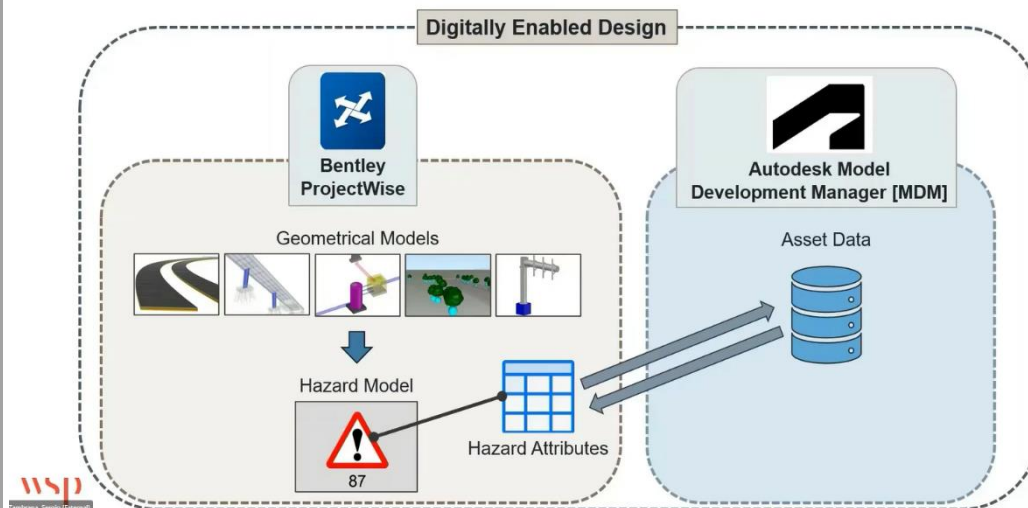 Digitally Enabled Design
Bentley
ProjectWise
Autodesk Model
Development Manager [MDM]
Geometrical Models
Asset Data
Hazard Model
87
Hazard Attributes
wsp